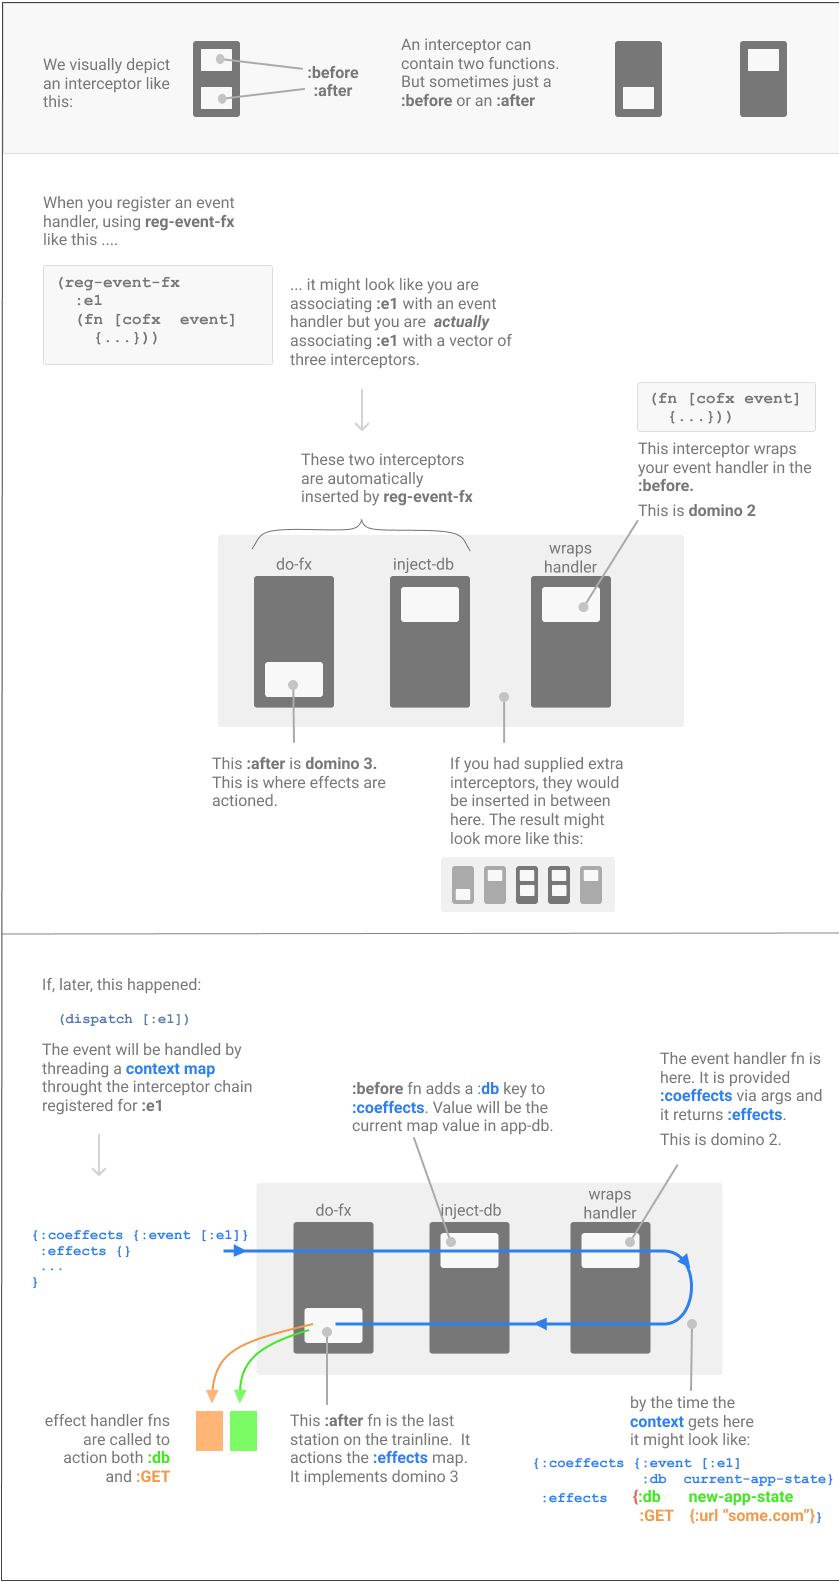 We visually depict
an interceptor like
this:
:before
:after
An interceptor can
contain two functions.
But sometimes just a
:before or an :after
When you register an event
handler, using reg-event-fx
like this ....
(reg-event-fx
:e1
(fn [cofx event]
{...}))
... it might look like you are
associating :e1 with an event
handler but you are actually
associating :e1 with a vector of
three interceptors.
(fn [cofx event]
{...}))
This interceptor wraps
your event handler in the
:before.
This is domino 2
These two interceptors
are automatically
inserted by reg-event-fx
do-fx
inject-db
wraps
handler
This :after is domino 3.
This is where effects are
actioned.
If you had supplied extra
interceptors, they would
be inserted in between
here. The result might
look more like this:
If, later, this happened:
(dispatch [:e1])
The event will be handled by
threading a context map
throught the interceptor chain
registered for :e1
:before fn adds a :db key to
:coeffects. Value will be the
current map value in app-db.
The event handler fn is
here. It is provided
:coeffects via args and
it returns :effects.
This is domino 2.
do-fx
inject-db
wraps
handler
{:coeffects {:event [:e1]}
:effects {}
...
}
effect handler fns
are called to
action both :db
and :GET
This :after fn is the last
station on the trainline. It
actions the :effects map.
It implements domino 3
by the time the
context gets here
it might look like:
{:coeffects {:event [:e1]
:db current-app-state}
:effects {:db new-app-state
:GET {:url “some.com”}}